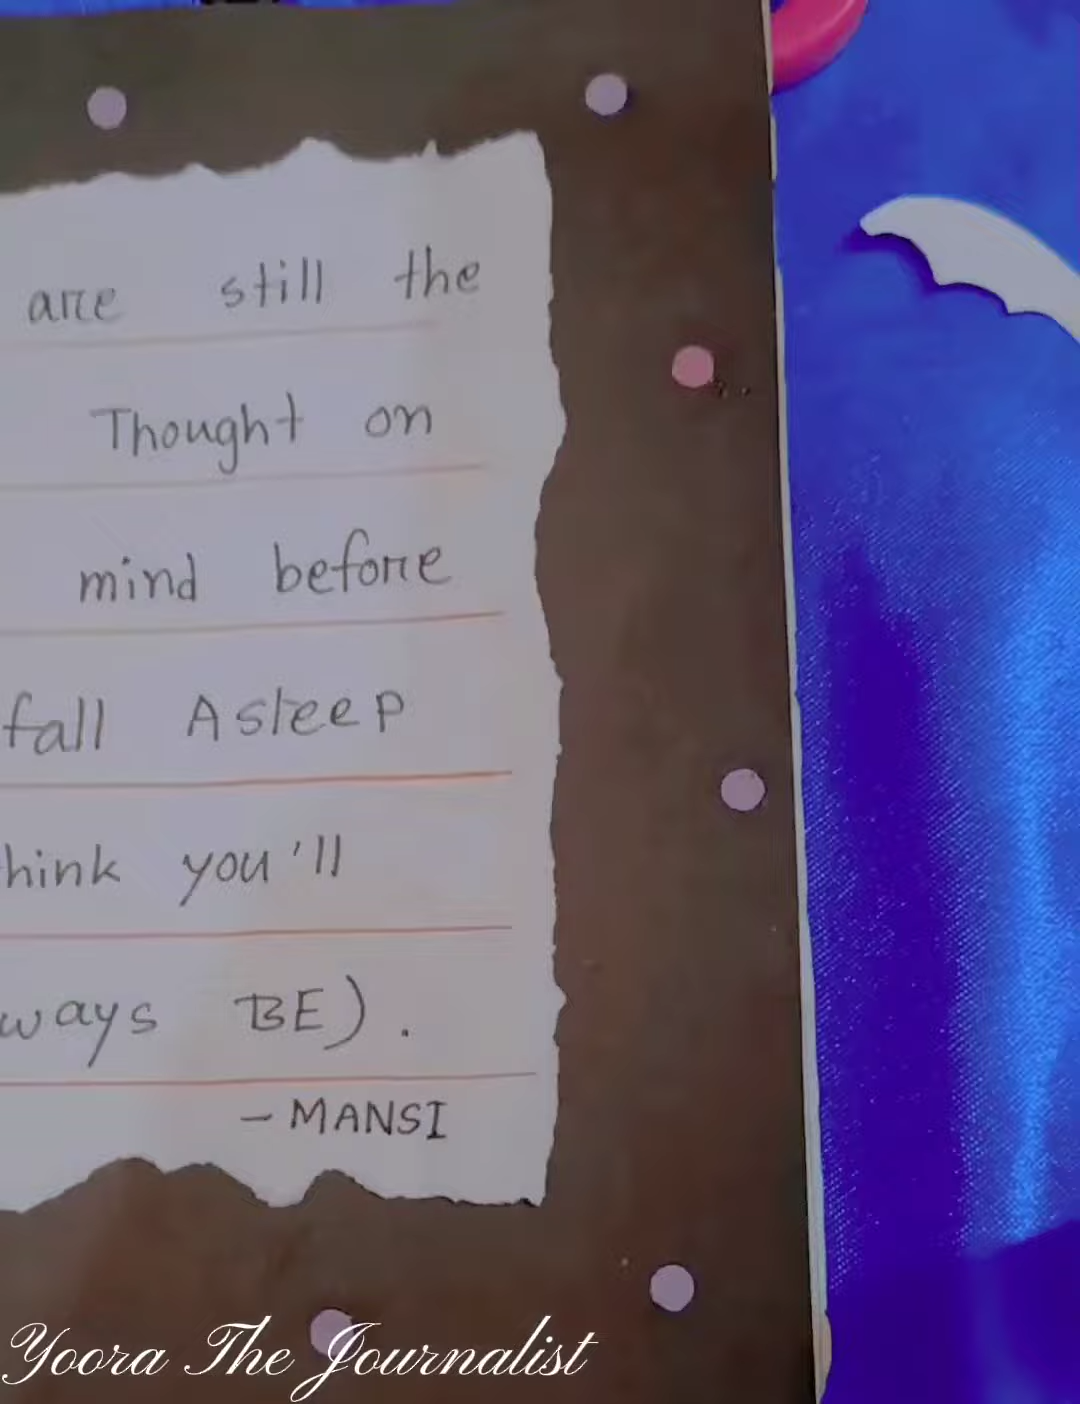 are still the
Thought on
mind before
fall Asleep
hink you'll
ways BE).
- MANSI
Yoora The Journalist